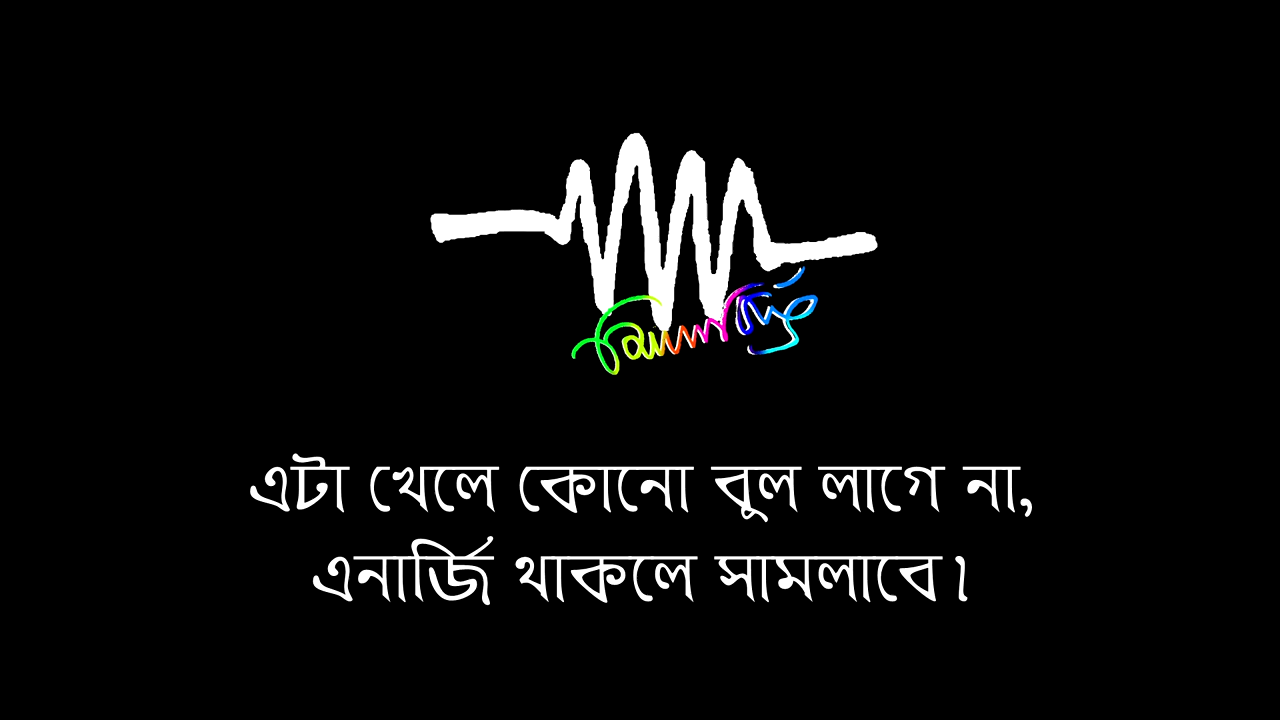 এটা খেলে কোনো বুল লাগে না,
এনার্জি থাকলে সামলাবে।